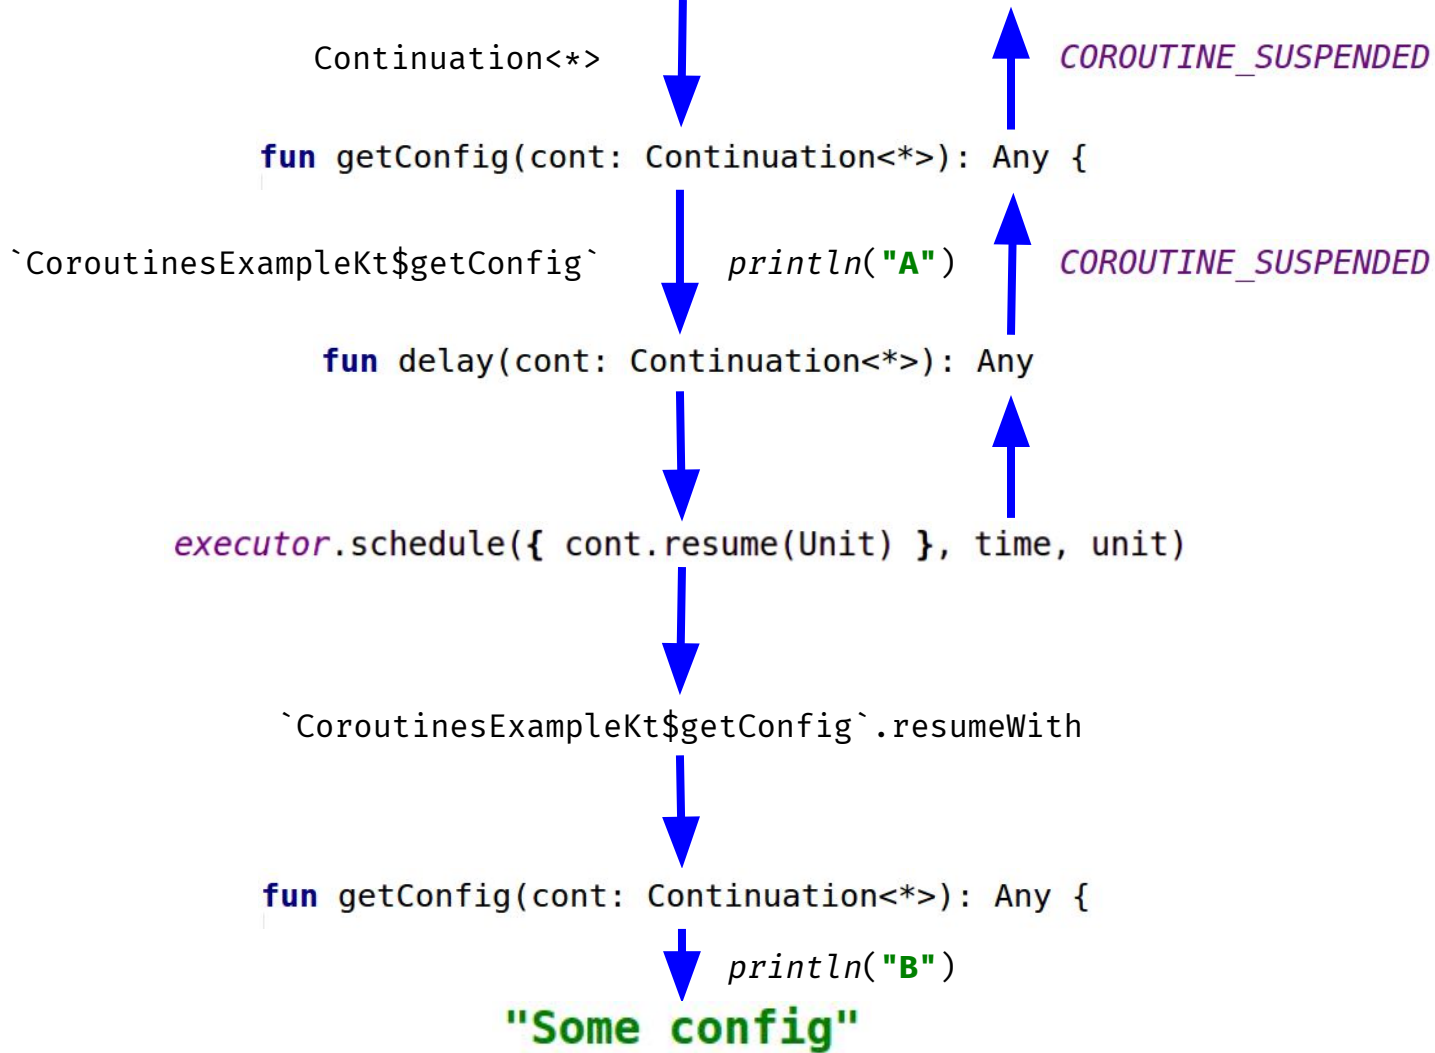 Continuation<*> COROUTINE_SUSPENDED
fun getConfig(cont: Continuation<*>): Any {
`CoroutinesExampleKt$getConfig` println("A") COROUTINE_SUSPENDED
fun delay(cont: Continuation<*>): Any
executor.schedule({ cont.resume(Unit) }, time, unit)
`CoroutinesExampleKt$getConfig`.resumeWith
fun getConfig(cont: Continuation<*>): Any {
println("B")
"Some config"